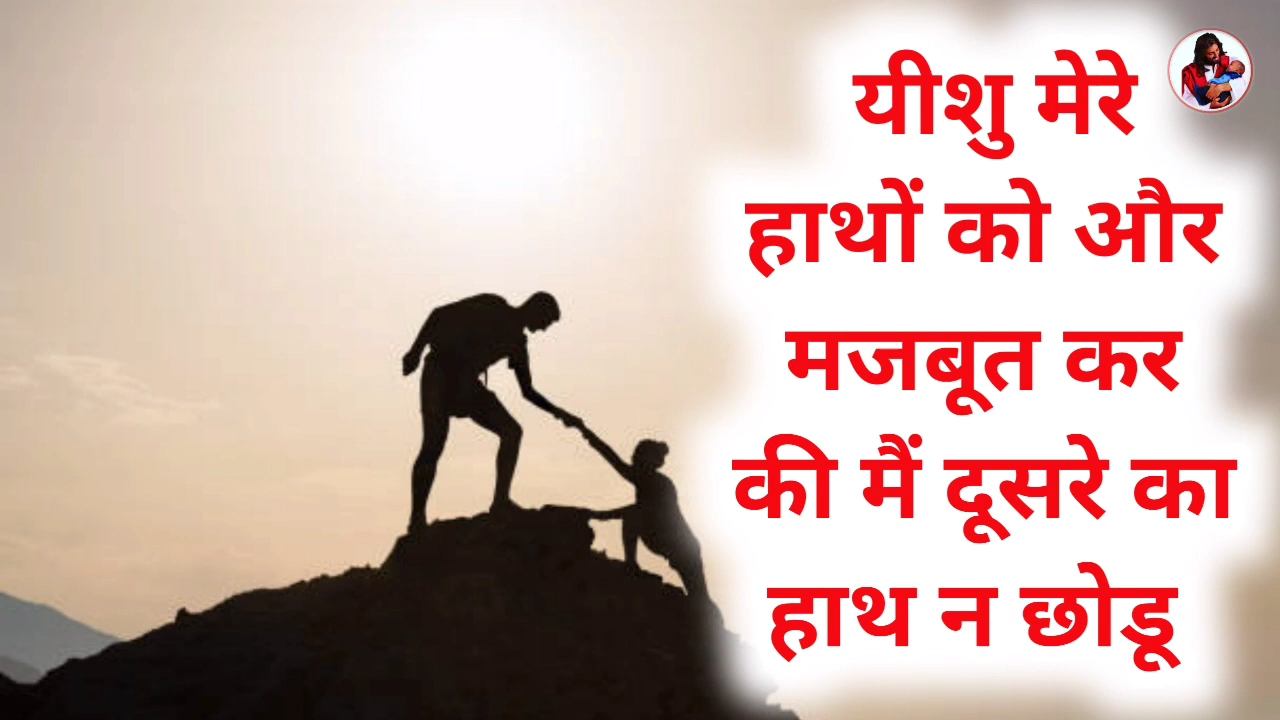 यीशु मेरे
हाथों को और
मजबूत कर
की मैं दूसरे का
हाथ न छोडू